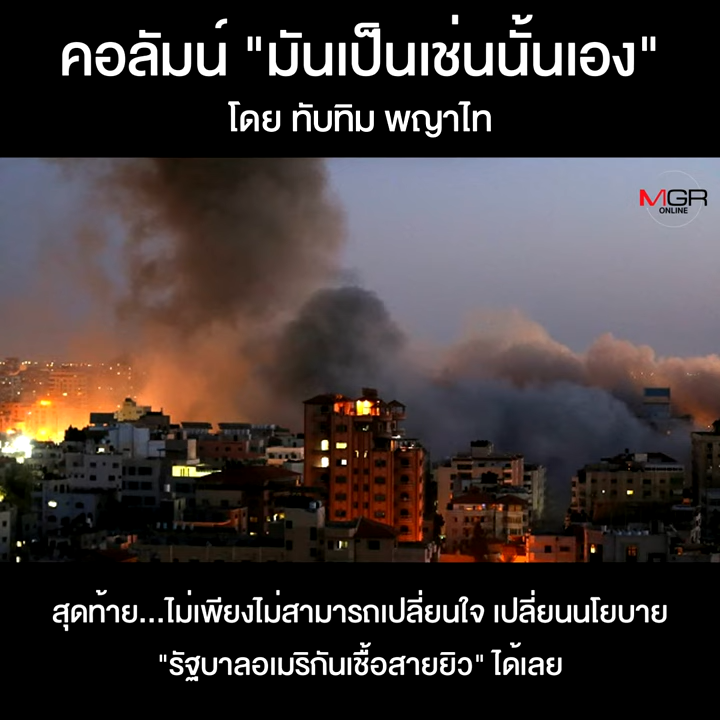 คอลัมน์ "มันเป็นเช่นนั้นเอง"
โดย ทับทิม พญาไท
MGR
ONLINE
สุดท้าย...ไม่เพียงไม่สามารถเปลี่ยนใจ เปลี่ยนนโยบาย
"รัฐบาลอเมริกันเชื้อสายยิว" ได้เลย